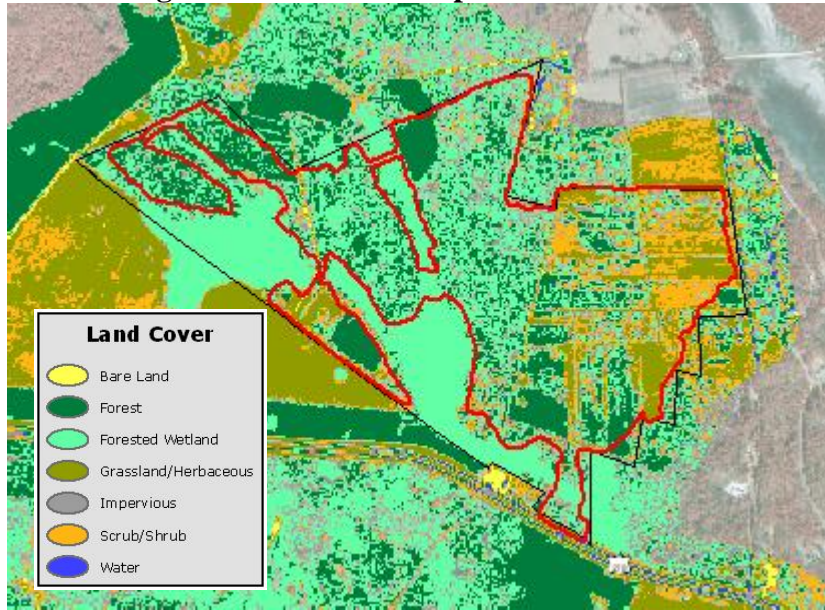 Land Cover
Bare Land
Forest
Forested Wetland
Grassland/Herbaceous
Impervious
Scrub/Shrub
Water